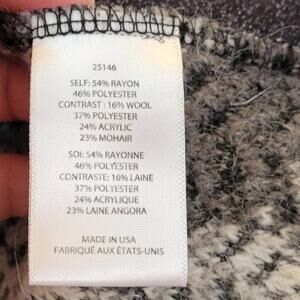 25146
SELF: 54% RAYON
46% POLYESTER
CONTRAST : 16% WOOL
37% POLYESTER
24% ACRYLIC
23% MOHAIR
SOI: 54% RAYONNE
46% POLYESTER
CONTRASTE: 16% LAINE
37% POLYESTER
24% ACRYLIQUE
23% LAINE ANGORA
MADE IN USA
FABRIQUÉ AUX ÉTATS-UNIS